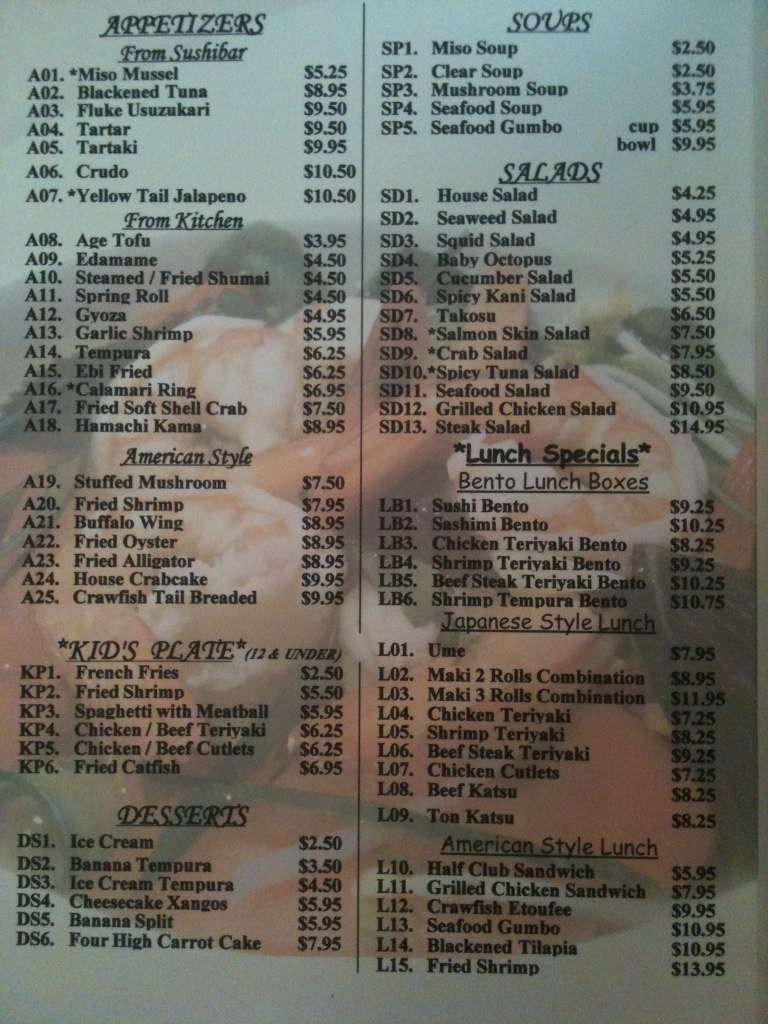 APPETIZERS
From Sushibar
A01. *Miso Mussel $5.25
A02. Blackened Tuna $8.95
A03. Fluke Usuzukari $9.50
A04. Tartar $9.50
A05. Tartaki $9.95
A06. Crudo $10.50
A07. *Yellow Tail Jalapeno $10.50
From Kitchen
A08. Age Tofu $3.95
A09. Edamame $4.50
A10. Steamed / Fried Shumai $4.50
A11. Spring Roll $4.50
A12. Gyoza $4.95
A13. Garlic Shrimp $5.95
A14. Tempura $6.25
A15. Ebi Fried $6.25
A16. *Calamari Ring $6.95
A17. Fried Soft Shell Crab $7.50
A18. Hamachi Kama $8.95
American Style
A19. Stuffed Mushroom $7.50
A20. Fried Shrimp $7.95
A21. Buffalo Wing $8.95
A22. Fried Oyster $8.95
A23. Fried Alligator $8.95
A24. House Crabcake $9.95
A25. Crawfish Tail Breaded $9.95
*KID'S PLATE* (12 & UNDER)
KP1. French Fries $2.50
KP2. Fried Shrimp $5.50
KP3. Spaghetti with Meatball $5.95
KP4. Chicken / Beef Teriyaki $6.25
KP5. Chicken / Beef Cutlets $6.25
KP6. Fried Catfish $6.95
DESSERTS
DS1. Ice Cream $2.50
DS2. Banana Tempura $3.50
DS3. Ice Cream Tempura $4.50
DS4. Cheesecake Xangos $5.95
DS5. Banana Split $5.95
DS6. Four High Carrot Cake $7.95
SOUPS
SP1. Miso Soup $2.50
SP2. Clear Soup $2.50
SP3. Mushroom Soup $3.75
SP4. Seafood Soup $5.95
SP5. Seafood Gumbo cup $5.95
bowl $9.95
SALADS
SD1. House Salad $4.25
SD2. Seaweed Salad $4.95
SD3. Squid Salad $4.95
SD4. Baby Octopus $5.25
SD5. Cucumber Salad $5.50
SD6. Spicy Kani Salad $5.50
SD7. Takosu $6.50
SD8. *Salmon Skin Salad $7.50
SD9. *Crab Salad $7.95
SD10.*Spicy Tuna Salad $8.50
SD11. Seafood Salad $9.50
SD12. Grilled Chicken Salad $10.95
SD13. Steak Salad $14.95
*Lunch Specials*
Bento Lunch Boxes
LB1. Sushi Bento $9.25
LB2. Sashimi Bento $10.25
LB3. Chicken Teriyaki Bento $8.25
LB4. Shrimp Teriyaki Bento $9.25
LB5. Beef Steak Teriyaki Bento $10.25
LB6. Shrimp Tempura Bento $10.75
Japanese Style Lunch
L01. Ume $7.95
L02. Maki 2 Rolls Combination $8.95
L03. Maki 3 Rolls Combination $11.95
L04. Chicken Teriyaki $7.25
L05. Shrimp Teriyaki $8.25
L06. Beef Steak Teriyaki $9.25
L07. Chicken Cutlets $7.25
L08. Beef Katsu $8.25
L09. Ton Katsu $8.25
American Style Lunch
L10. Half Club Sandwich $5.95
L11. Grilled Chicken Sandwich $7.95
L12. Crawfish Etoufee $9.95
L13. Seafood Gumbo $10.95
L14. Blackened Tilapia $10.95
L15. Fried Shrimp $13.95